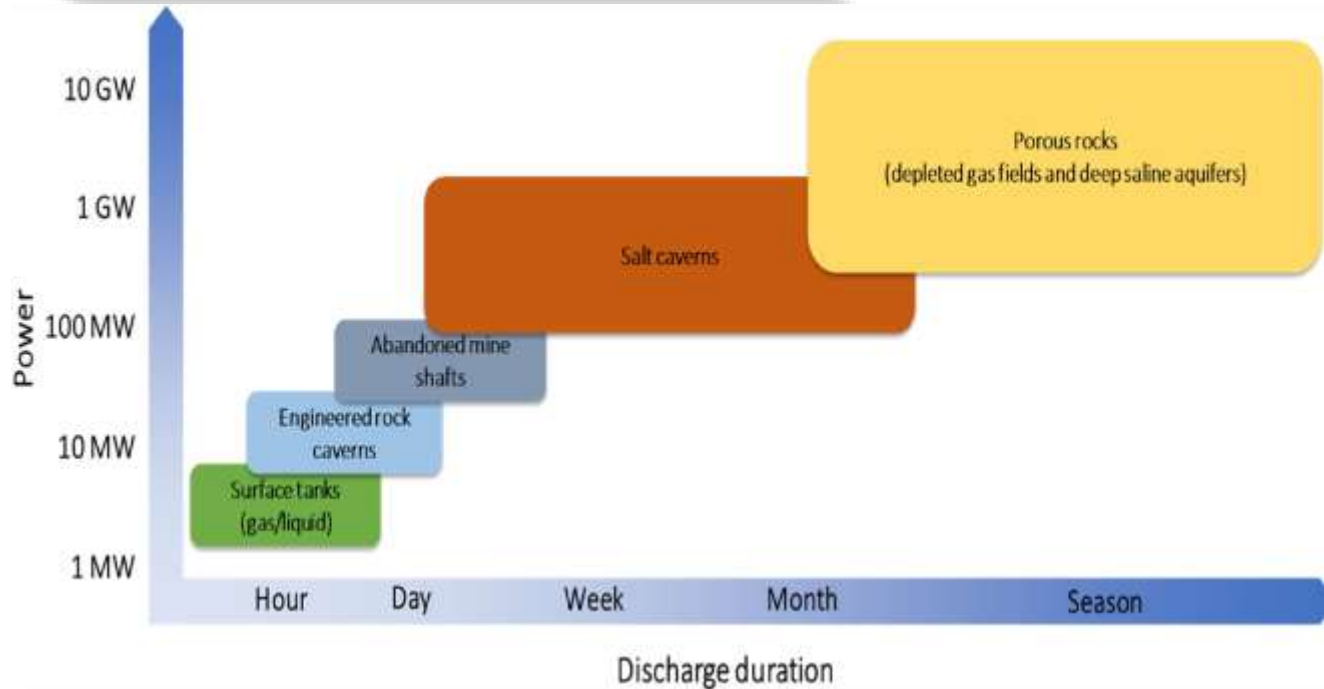 10 GW
1 GW
100 MW
10 MW
1 MW
Power
Porous rocks
(depleted gas fields and deep saline aquifers)
Salt caverns
Abandoned mine
shafts
Engineered rock
caverns
Surface tanks
(gas/liquid)
Hour
Day
Week
Month
Season
Discharge duration